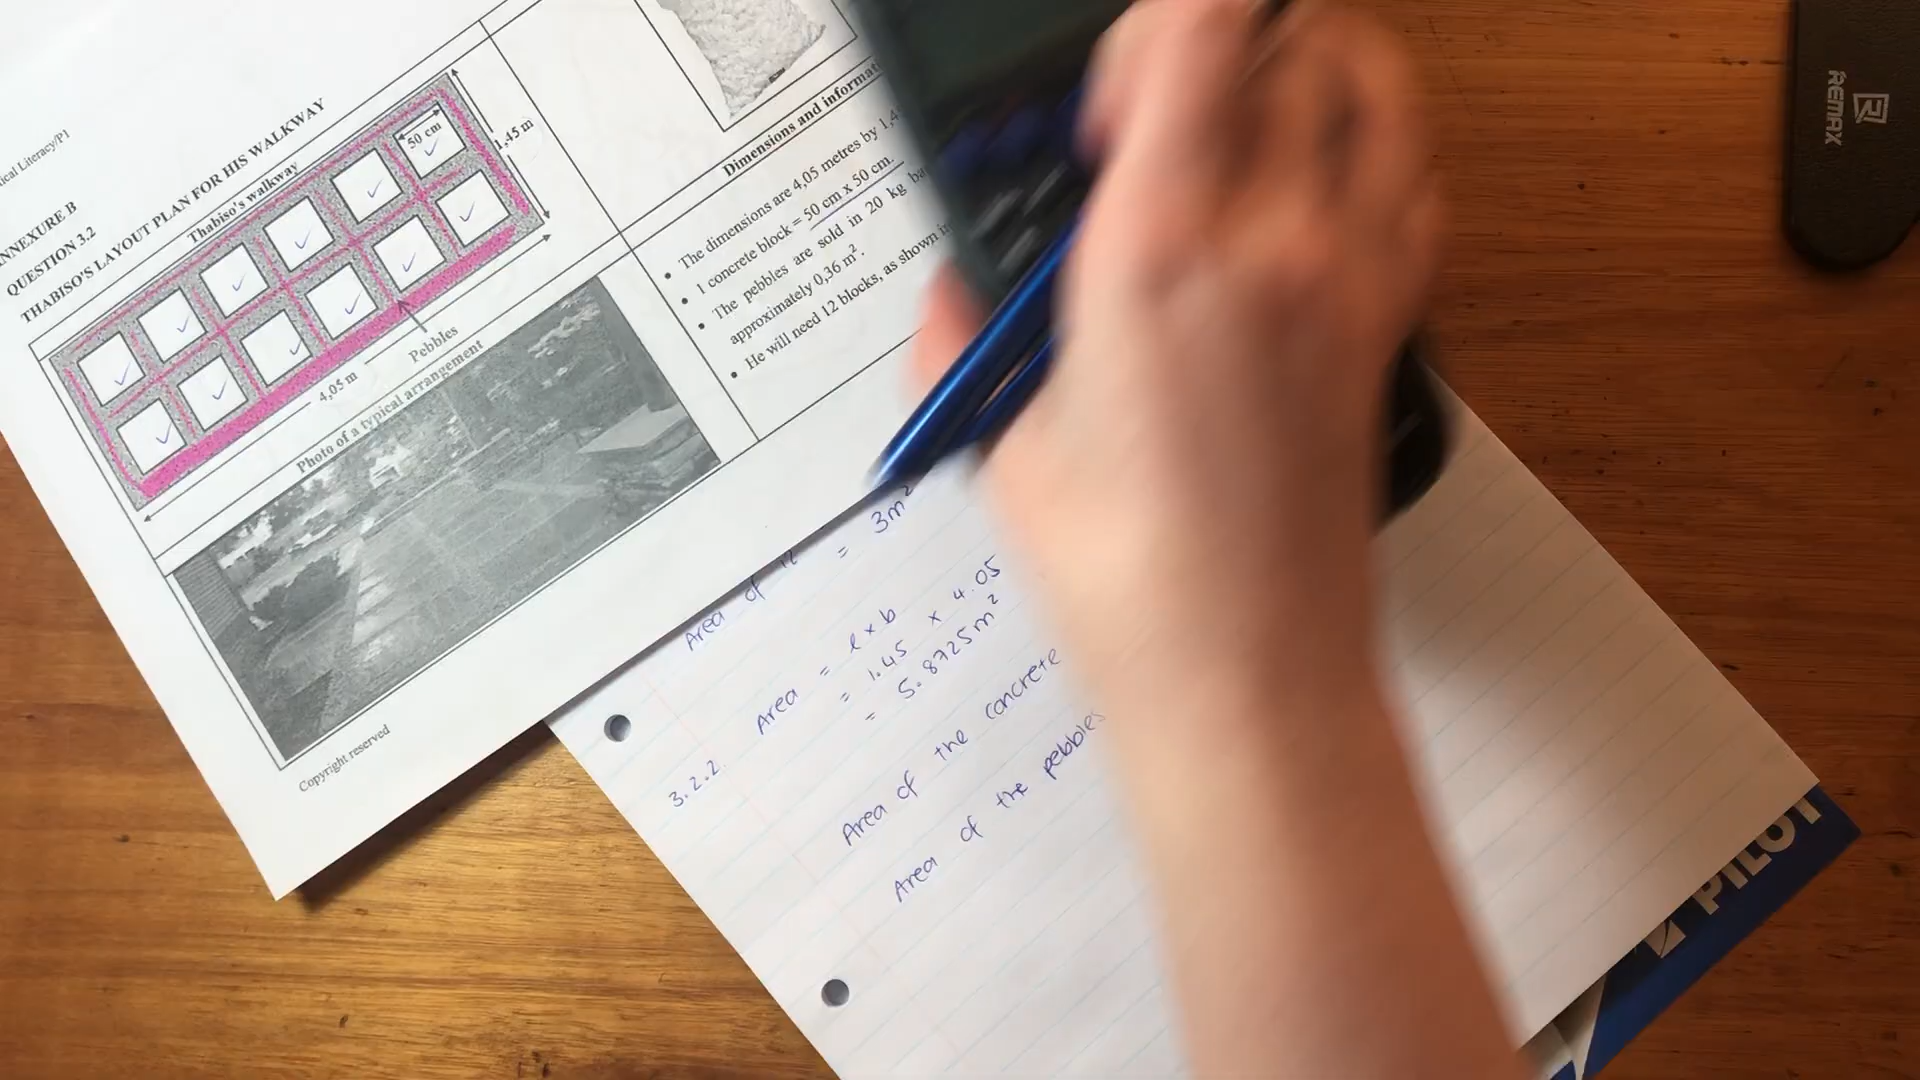 ical Literacy/P1
NNEXURE B
QUESTION 3.2
THABISO'S LAYOUT PLAN FOR HIS WALKWAY
Thabiso's walkway
50 cm
1,45 m
4,05 m
Pebbles
Photo of a typical arrangement
Copyright reserved
Dimensions and informati
• The dimensions are 4,05 metres by 1,4
• 1 concrete block = 50 cm x 50 cm.
• The pebbles are sold in 20 kg ba
approximately 0,36 m².
• He will need 12 blocks, as shown in
Area of 12 = 3m²
3.2.2.
Area = l x b
= 1.45 x 4.05
= 5.8725m²
Area of the concrete
Area of the pebbles
REMAX
PILOT